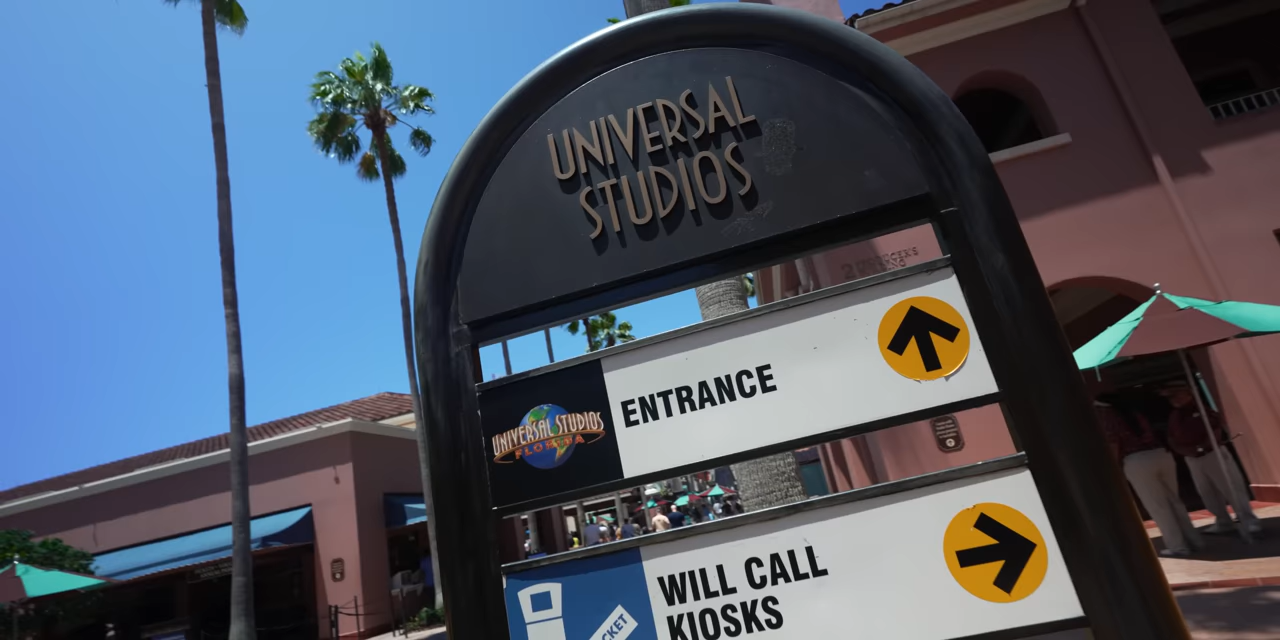 UNIVERSAL
STUDIOS
ENTRANCE
UNIVERSAL STUDIOS
FLORIDA
WILL CALL
KIOSKS